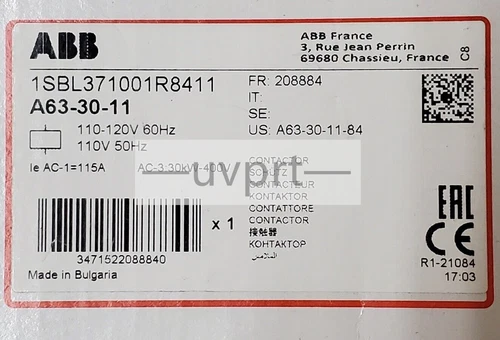 ABB
ABB France
3, Rue Jean Perrin
69680 Chassieu, France
C8
1SBL371001R8411
A63-30-11
FR: 208884
IT:
SE:
US: A63-30-11-84
110-120V 60Hz
110V 50Hz
Ie AC-1=115A
AC-3:30kW-400V
uvprt
CONTACTOR
SCHÜTZ
CONTACTEUR
KONTAKTOR
CONTATTORE
CONTACTOR
接触器
КОНТАКТОР
x 1
3471522088840
Made in Bulgaria
EAC
CE
R1-21084
17:03